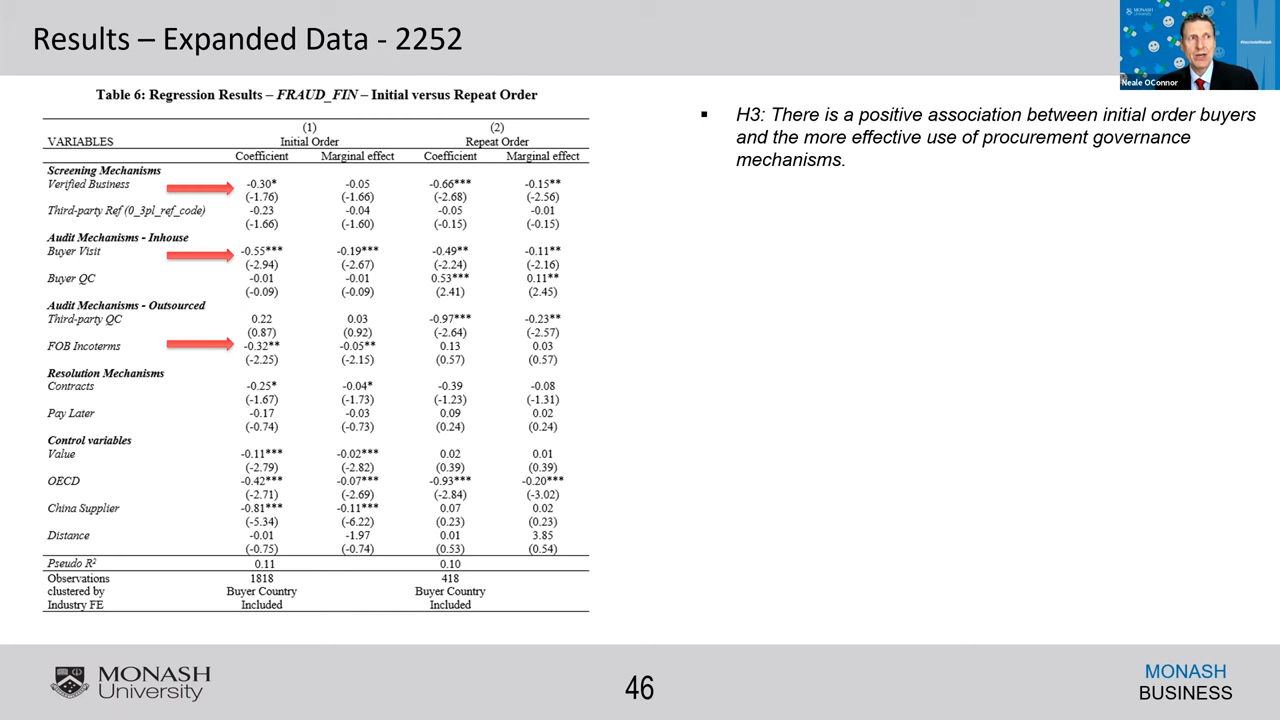 Results – Expanded Data - 2252
MONASH
University
Neale OConnor
Table 6: Regression Results – FRAUD_FIN – Initial versus Repeat Order
(1) (2)
VARIABLES Initial Order Repeat Order
Coefficient Marginal effect Coefficient Marginal effect
Screening Mechanisms
Verified Business -0.30* -0.05 -0.66*** -0.15**
(-1.76) (-1.66) (-2.68) (-2.56)
Third-party Ref (0_3pl_ref_code) -0.23 -0.04 -0.05 -0.01
(-1.66) (-1.60) (-0.15) (-0.15)
Audit Mechanisms - Inhouse
Buyer Visit -0.55*** -0.19*** -0.49** -0.11**
(-2.94) (-2.67) (-2.24) (-2.16)
Buyer QC -0.01 -0.01 0.53*** 0.11**
(-0.09) (-0.09) (2.41) (2.45)
Audit Mechanisms - Outsourced
Third-party QC 0.22 0.03 -0.97*** -0.23**
(0.87) (0.92) (-2.64) (-2.57)
FOB Incoterms -0.32** -0.05** 0.13 0.03
(-2.25) (-2.15) (0.57) (0.57)
Resolution Mechanisms
Contracts -0.25* -0.04* -0.39 -0.08
(-1.67) (-1.73) (-1.23) (-1.31)
Pay Later -0.17 -0.03 0.09 0.02
(-0.74) (-0.73) (0.24) (0.24)
Control variables
Value -0.11*** -0.02*** 0.02 0.01
(-2.79) (-2.82) (0.39) (0.39)
OECD -0.42*** -0.07*** -0.93*** -0.20***
(-2.71) (-2.69) (-2.84) (-3.02)
China Supplier -0.81*** -0.11*** 0.07 0.02
(-5.34) (-6.22) (0.23) (0.23)
Distance -0.01 -1.97 0.01 3.85
(-0.75) (-0.74) (0.53) (0.54)
Pseudo R² 0.11 0.10
Observations 1818 418
clustered by Buyer Country Buyer Country
Industry FE Included Included
▪ H3: There is a positive association between initial order buyers
and the more effective use of procurement governance
mechanisms.
MONASH
University
46
MONASH
BUSINESS